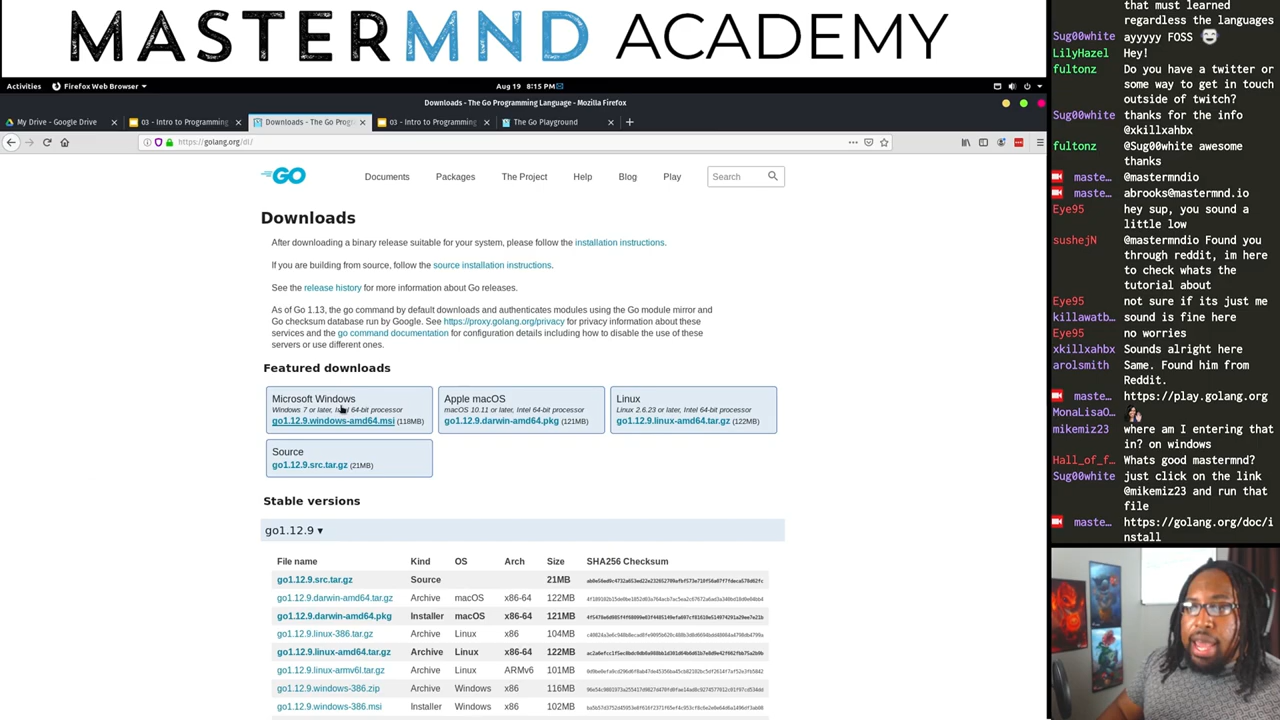 MASTERMND ACADEMY
Activities
Firefox Web Browser
Aug 19 8:15 PM
Downloads - The Go Programming Language - Mozilla Firefox
My Drive - Google Drive
03 - Intro to Programming
Downloads - The Go Progr
03 - Intro to Programming
The Go Playground
https://golang.org/dl/
GO
Documents
Packages
The Project
Help
Blog
Play
Search
Downloads
After downloading a binary release suitable for your system, please follow the installation instructions.
If you are building from source, follow the source installation instructions.
See the release history for more information about Go releases.
As of Go 1.13, the go command by default downloads and authenticates modules using the Go module mirror and
Go checksum database run by Google. See https://proxy.golang.org/privacy for privacy information about these
services and the go command documentation for configuration details including how to disable the use of these
servers or use different ones.
Featured downloads
Microsoft Windows
Windows 7 or later, Intel 64-bit processor
go1.12.9.windows-amd64.msi (118MB)
Apple macOS
macOS 10.11 or later, Intel 64-bit processor
go1.12.9.darwin-amd64.pkg (121MB)
Linux
Linux 2.6.23 or later, Intel 64-bit processor
go1.12.9.linux-amd64.tar.gz (122MB)
Source
go1.12.9.src.tar.gz (21MB)
Stable versions
go1.12.9 ▾
File name Kind OS Arch Size SHA256 Checksum
go1.12.9.src.tar.gz Source 21MB
go1.12.9.darwin-amd64.tar.gz Archive macOS x86-64 122MB
go1.12.9.darwin-amd64.pkg Installer macOS x86-64 121MB
go1.12.9.linux-386.tar.gz Archive Linux x86 104MB
go1.12.9.linux-amd64.tar.gz Archive Linux x86-64 122MB
go1.12.9.linux-armv6l.tar.gz Archive Linux ARMv6 101MB
go1.12.9.windows-386.zip Archive Windows x86 116MB
go1.12.9.windows-386.msi Installer Windows x86 102MB
that must learned
regardless the languages
Sug00white ayyyyy FOSS
LilyHazel Hey!
fultonz Do you have a twitter or
some way to get in touch
outside of twitch?
Sug00white thanks for the info
@xkillxahbx
fultonz @Sug00white awesome
thanks
maste… @mastermndio
maste… abrooks@mastermnd.io
Eye95 hey sup, you sound a
little low
sushejN @mastermndio Found you
through reddit, im here
to check whats the
tutorial about
Eye95 not sure if its just me
killawatb… sound is fine here
Eye95 no worries
xkillxahbx Sounds alright here
arolsmith Same. Found him from
Reddit.
maste… https://play.golang.org
MonaLisaO…
mikemiz23 where am I entering that
in? on windows
Hall_of_f… Whats good mastermnd?
Sug00white just click on the link
@mikemiz23 and run that
file
maste… https://golang.org/doc/i
nstall